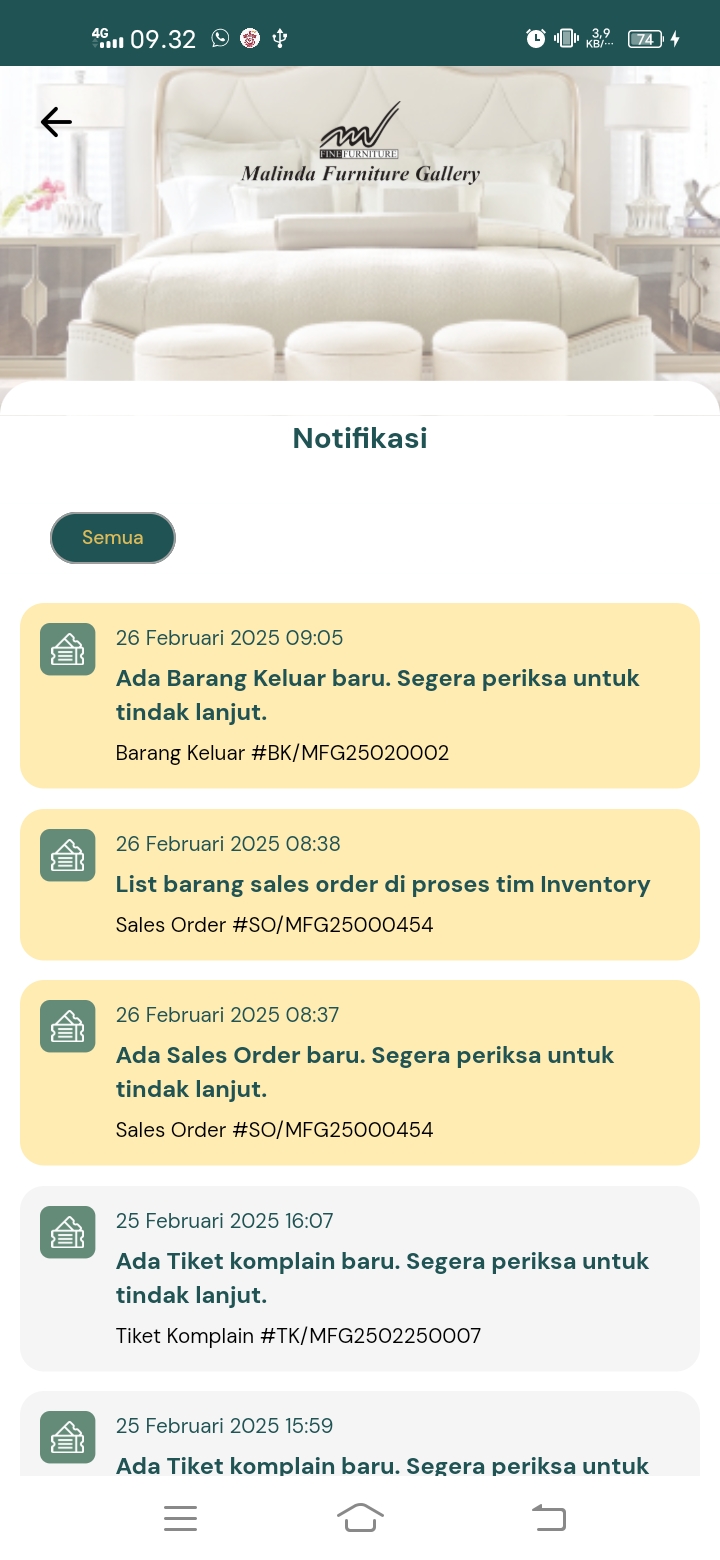 4G 09.32 3,9 KB/... 74
FINE FURNITURE
Malinda Furniture Gallery
Notifikasi
Semua
26 Februari 2025 09:05
Ada Barang Keluar baru. Segera periksa untuk
tindak lanjut.
Barang Keluar #BK/MFG25020002
26 Februari 2025 08:38
List barang sales order di proses tim Inventory
Sales Order #SO/MFG25000454
26 Februari 2025 08:37
Ada Sales Order baru. Segera periksa untuk
tindak lanjut.
Sales Order #SO/MFG25000454
25 Februari 2025 16:07
Ada Tiket komplain baru. Segera periksa untuk
tindak lanjut.
Tiket Komplain #TK/MFG2502250007
25 Februari 2025 15:59
Ada Tiket komplain baru. Segera periksa untuk